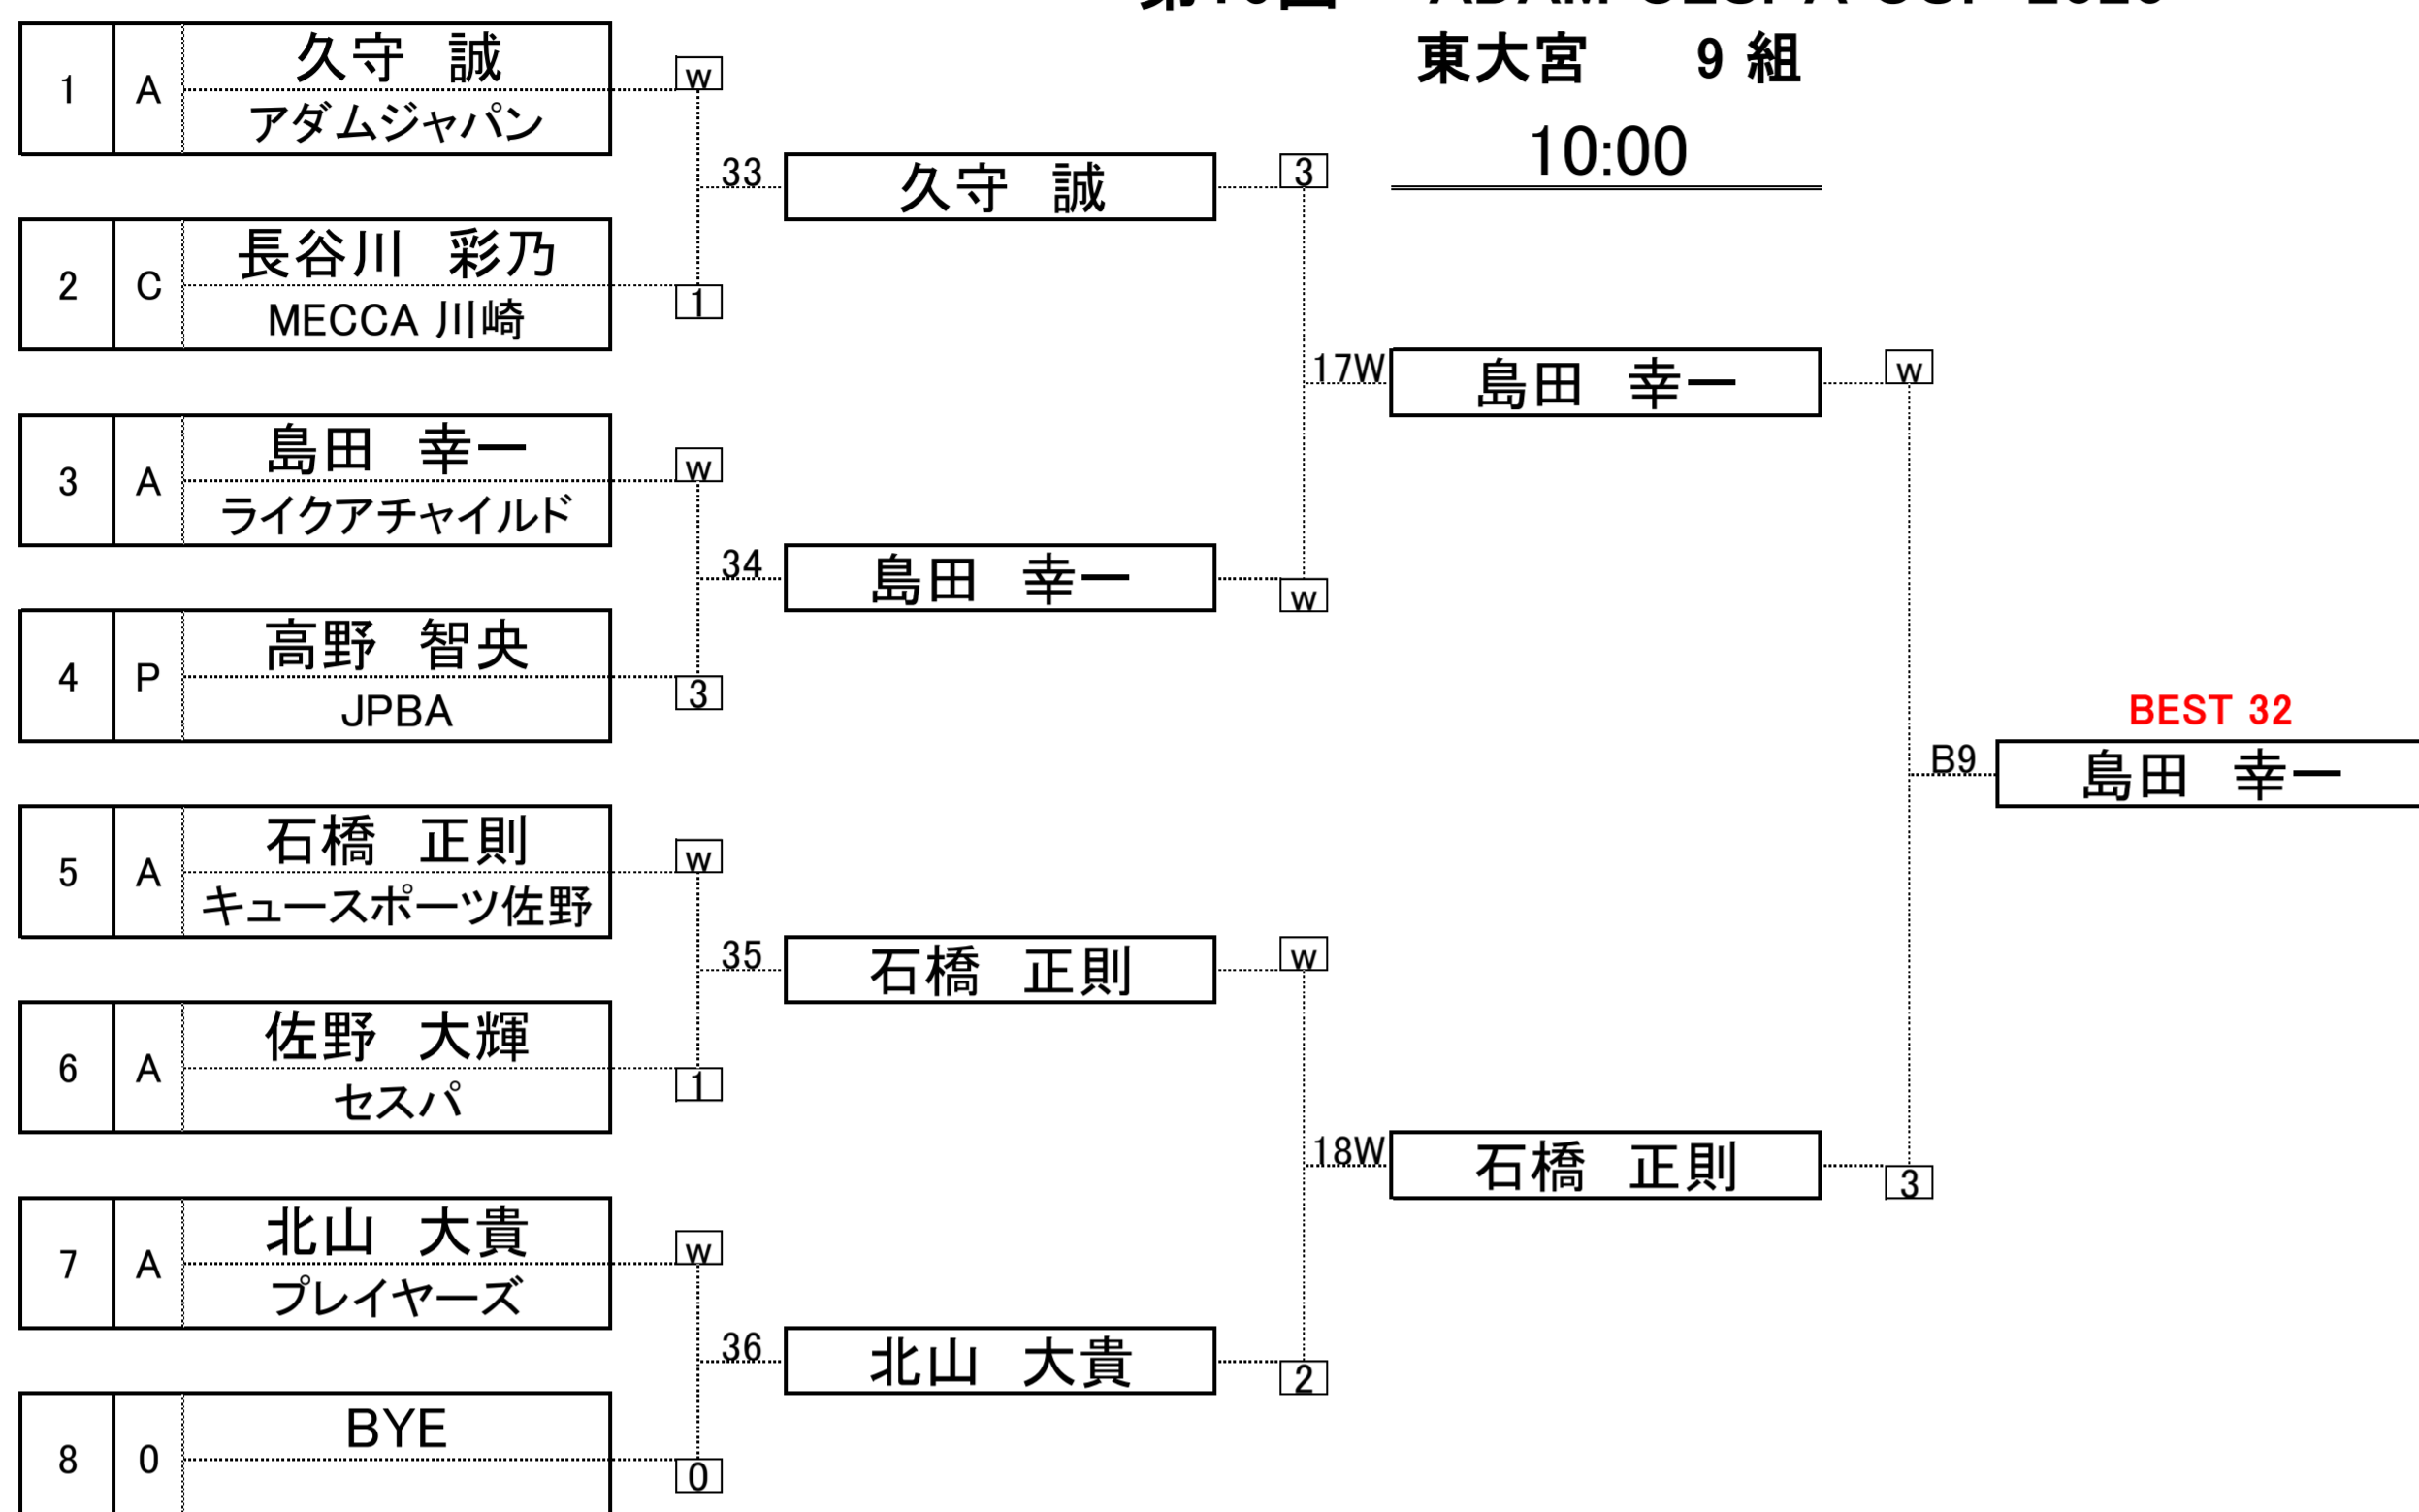 東大宮 9 組
10:00
1 A 久守 誠 w
アダムジャパン
33 久守 誠 3
2 C 長谷川 彩乃 1
MECCA 川崎
17W 島田 幸一 w
3 A 島田 幸一 w
ライクアチャイルド
34 島田 幸一 w
4 P 高野 智央 3
JPBA
BEST 32
B9 島田 幸一
5 A 石橋 正則 w
キュースポーツ佐野
35 石橋 正則 w
6 A 佐野 大輝 1
セスパ
18W 石橋 正則 3
7 A 北山 大貴 w
プレイヤーズ
36 北山 大貴 2
8 0 BYE 0